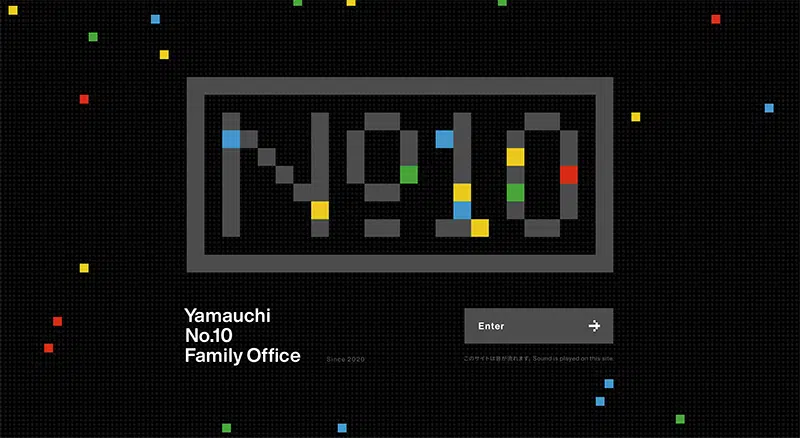 No10
Yamauchi
No.10
Family Office
Since 2020
Enter
このサイトは音が流れます。Sound is played on this site.